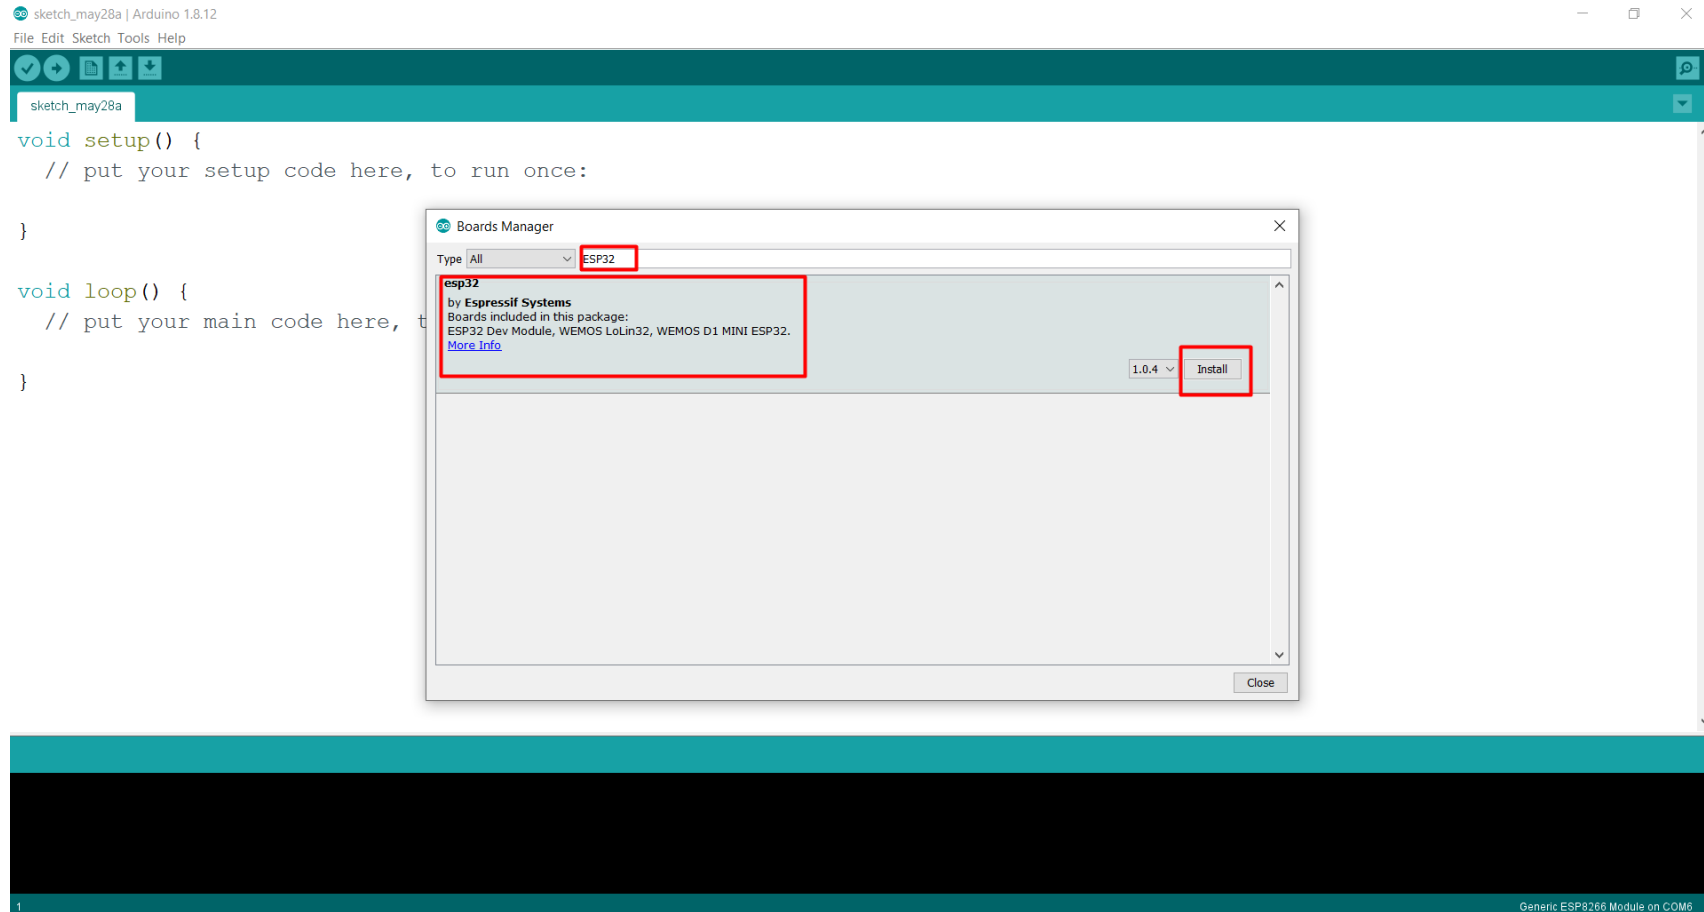 sketch_may28a | Arduino 1.8.12
File Edit Sketch Tools Help
sketch_may28a
void setup() {
// put your setup code here, to run once:
}
void loop() {
// put your main code here, t
}
Boards Manager
Type All ESP32
esp32
by Espressif Systems
Boards included in this package:
ESP32 Dev Module, WEMOS LoLin32, WEMOS D1 MINI ESP32.
More Info
1.0.4 Install
Close
1 Generic ESP8266 Module on COM6